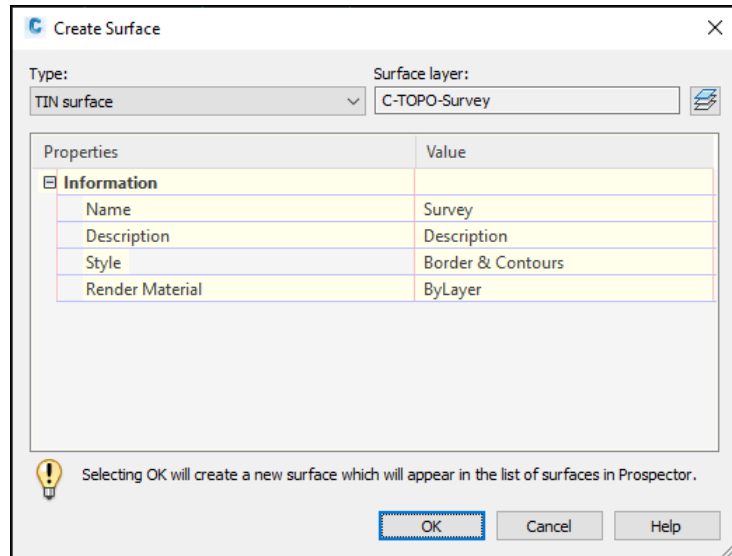 Create Surface
Type:
Surface layer:
TIN surface
C-TOPO-Survey
Properties
Value
Information
Name
Survey
Description
Description
Style
Border & Contours
Render Material
ByLayer
Selecting OK will create a new surface which will appear in the list of surfaces in Prospector.
OK
Cancel
Help